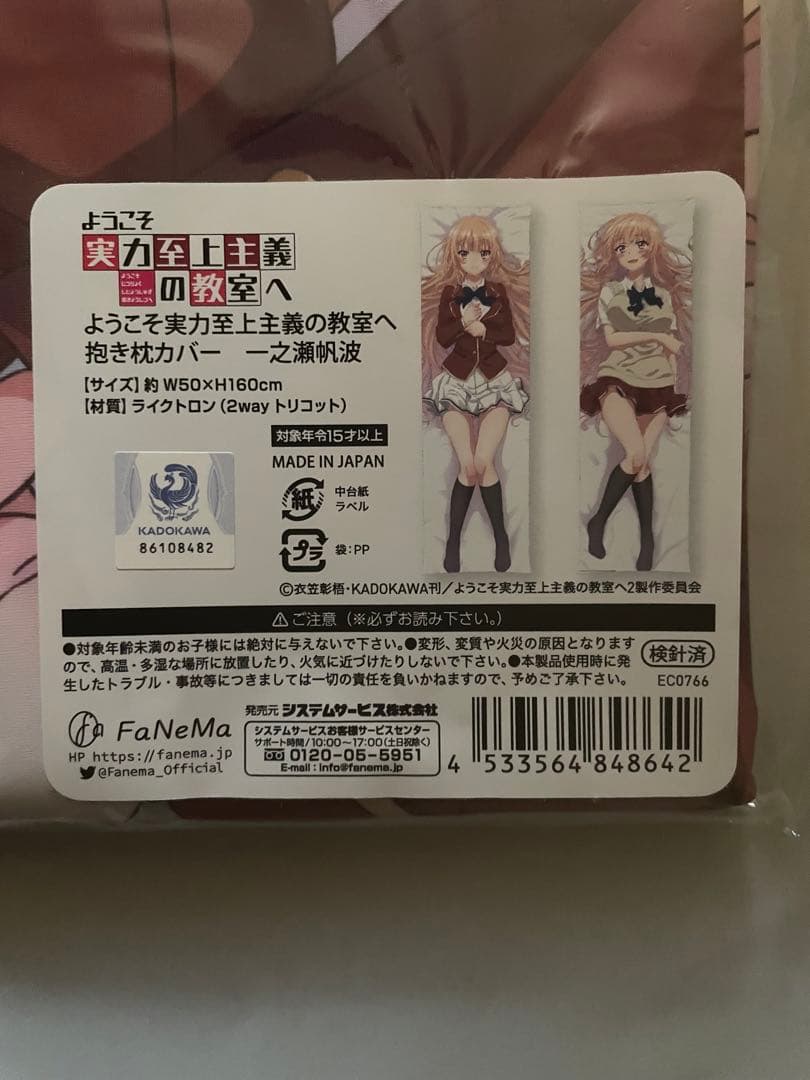 ようこそ
実力至上主義
の教室へ
ようこそ実力至上主義の教室へ
抱き枕カバー 一之瀬帆波
【サイズ】約 W50×H160cm
【材質】ライクトロン(2way トリコット)
対象年令15才以上
MADE IN JAPAN
紙
中台紙
ラベル
プラ
袋:PP
KADOKAWA
86108482
©衣笠彰梧・KADOKAWA刊/ようこそ実力至上主義の教室へ2製作委員会
⚠ご注意(※必ずお読み下さい。)
●対象年齢未満のお子様には絶対に与えないで下さい。●変形、変質や火災の原因となります
ので、高温・多湿な場所に放置したり、火気に近づけたりしないで下さい。●本製品使用時に発
生したトラブル・事故等につきましては一切の責任を負いかねますので、予めご了承下さい。
検針済
EC0766
FaNeMa
HP https://fanema.jp
@Fanema_Official
発売元 システムサービス株式会社
システムサービスお客様サービスセンター
サポート時間/10:00〜17:00(土日祝除く)
0120-05-5951
E-mail:info@fanema.jp
4 533564 848642